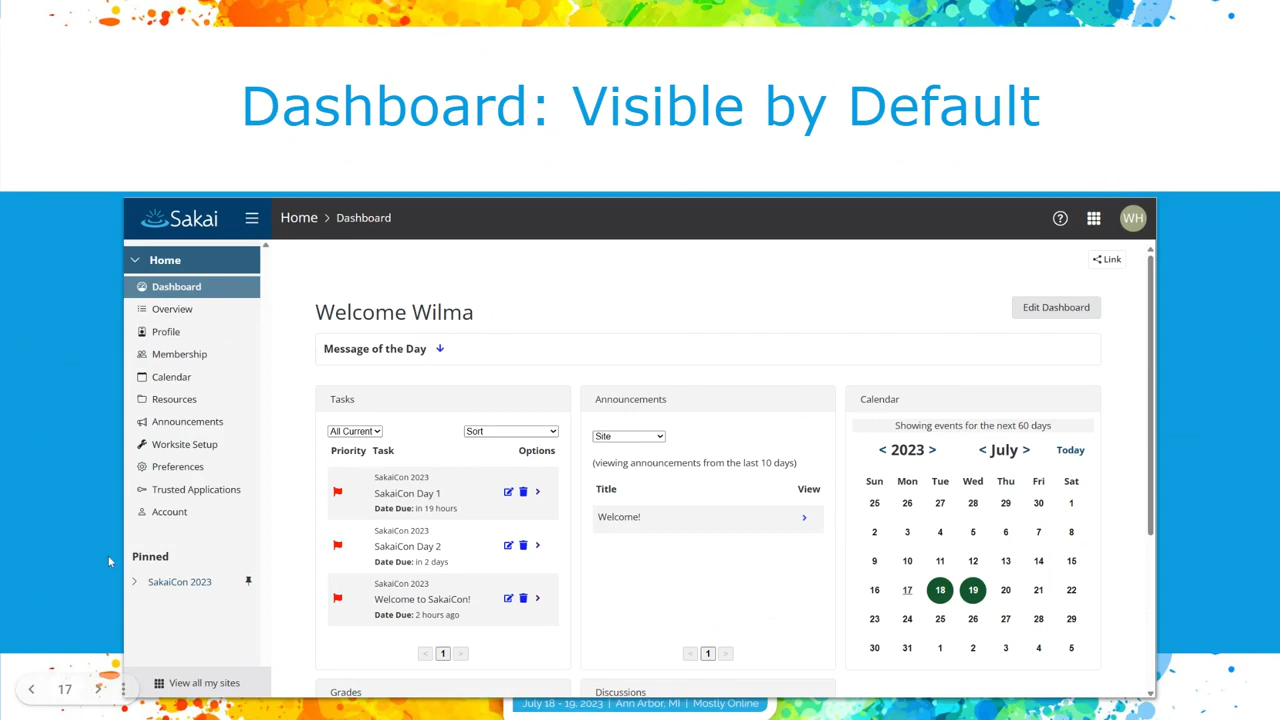 Dashboard: Visible by Default
Sakai
Home > Dashboard
WH
Home
Dashboard
Overview
Profile
Membership
Calendar
Resources
Announcements
Worksite Setup
Preferences
Trusted Applications
Account
Pinned
SakaiCon 2023
View all my sites
Link
Welcome Wilma
Edit Dashboard
Message of the Day
Tasks
All Current
Sort
Priority Task Options
SakaiCon 2023
SakaiCon Day 1
Date Due: in 19 hours
SakaiCon 2023
SakaiCon Day 2
Date Due: in 2 days
SakaiCon 2023
Welcome to SakaiCon!
Date Due: 2 hours ago
< 1 >
Announcements
Site
(viewing announcements from the last 10 days)
Title View
Welcome!
< 1 >
Calendar
Showing events for the next 60 days
< 2023 > < July > Today
Sun Mon Tue Wed Thu Fri Sat
25 26 27 28 29 30 1
2 3 4 5 6 7 8
9 10 11 12 13 14 15
16 17 18 19 20 21 22
23 24 25 26 27 28 29
30 31 1 2 3 4 5
Grades
Discussions
17
July 18 - 19, 2023 | Ann Arbor, MI | Mostly Online